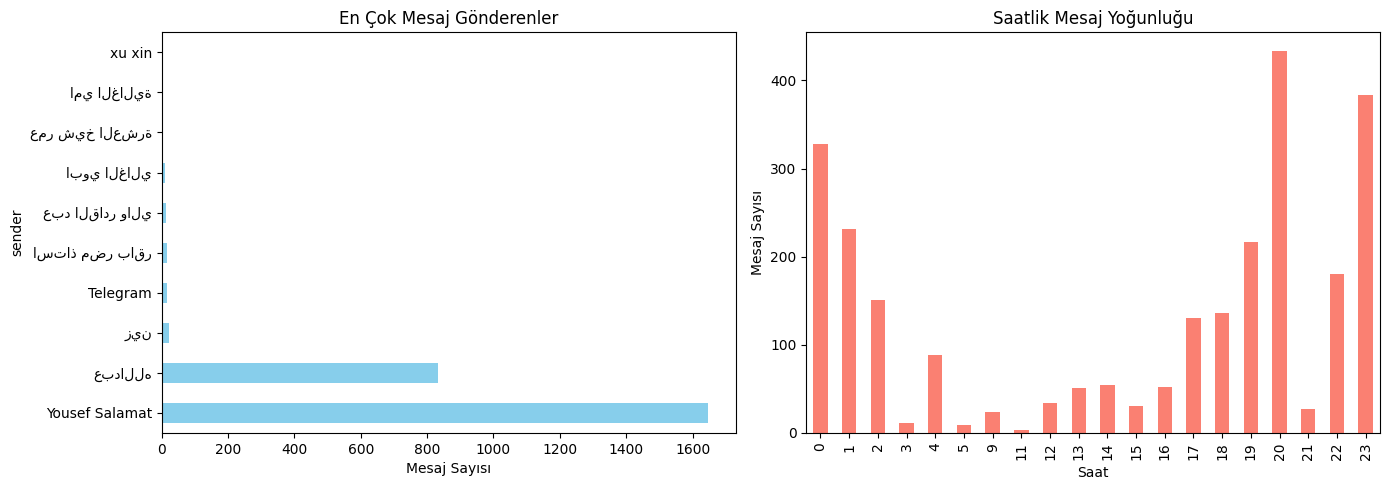 En Çok Mesaj Gönderenler
sender
xu xin
امي الغالية
عمر شيخ العشرة
ابوي الغالي
عبد القادر والي
استاذ مضر باقر
Telegram
زين
عبدالله
Yousef Salamat
0 200 400 600 800 1000 1200 1400 1600
Mesaj Sayısı
Saatlik Mesaj Yoğunluğu
Mesaj Sayısı
400
300
200
100
0
0 1 2 3 4 5 9 11 12 13 14 15 16 17 18 19 20 21 22 23
Saat